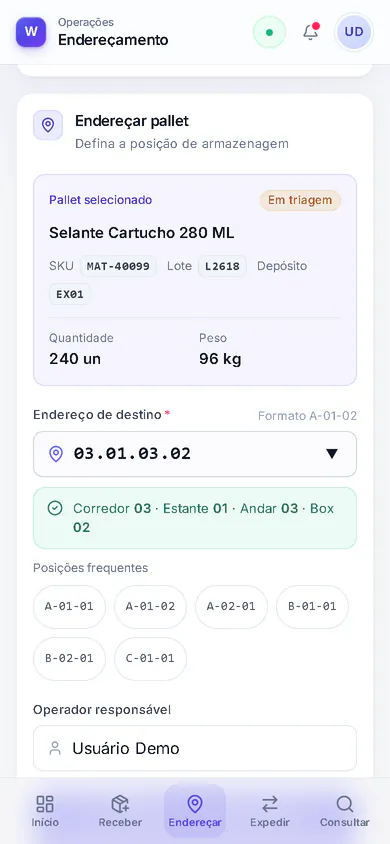 W
Operações
Endereçamento
UD
Endereçar pallet
Defina a posição de armazenagem
Pallet selecionado
Em triagem
Selante Cartucho 280 ML
SKU MAT-40099 Lote L2618 Depósito
EX01
Quantidade
Peso
240 un
96 kg
Endereço de destino *
Formato A-01-02
03.01.03.02
Corredor 03 · Estante 01 · Andar 03 · Box
02
Posições frequentes
A-01-01 A-01-02 A-02-01 B-01-01
B-02-01 C-01-01
Operador responsável
Usuário Demo
Início Receber Endereçar Expedir Consultar